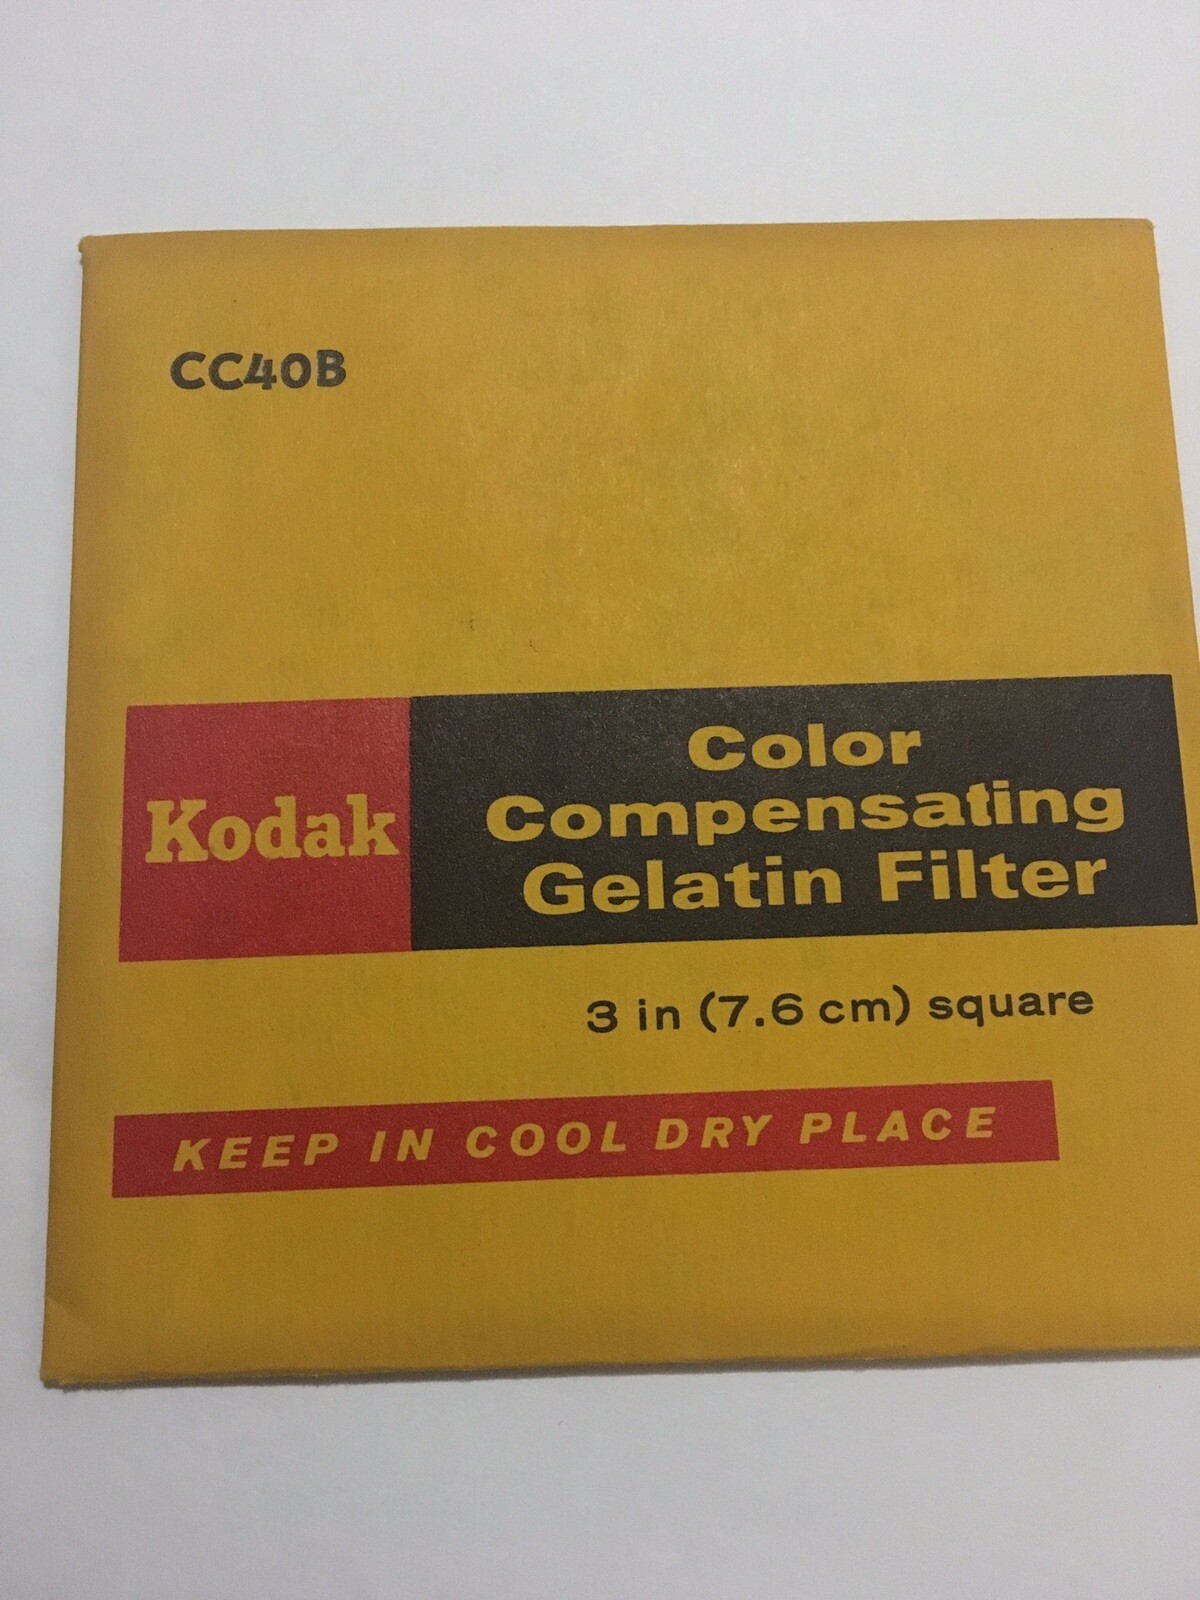 CC40B
Kodak
Color
Compensating
Gelatin Filter
3 in (7.6 cm) square
KEEP IN COOL DRY PLACE